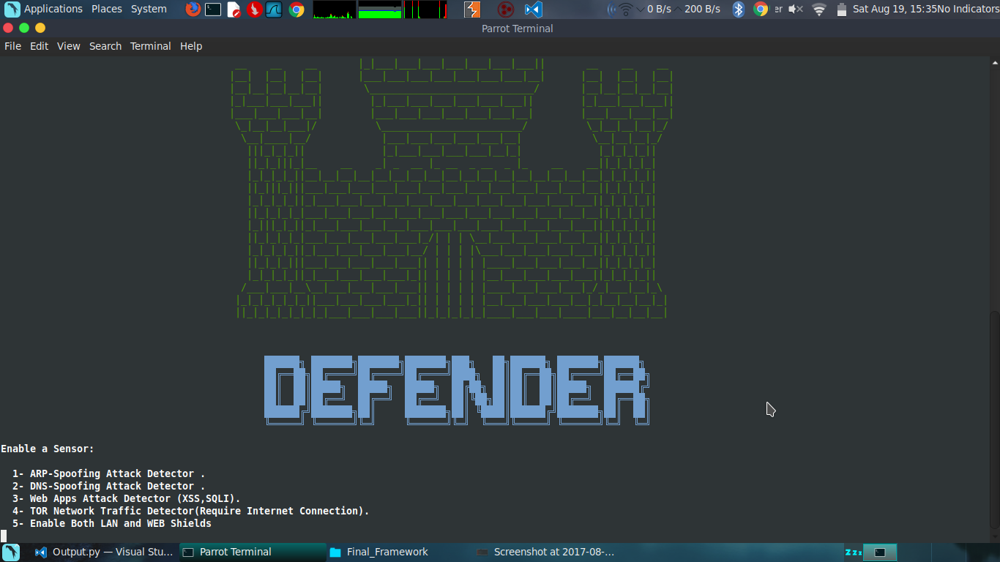 Applications Places System 0 B/s 200 B/s er Sat Aug 19, 15:35No Indicators
Parrot Terminal
File Edit View Search Terminal Help
DEFENDER
Enable a Sensor:
1- ARP-Spoofing Attack Detector .
2- DNS-Spoofing Attack Detector .
3- Web Apps Attack Detector (XSS,SQLI).
4- TOR Network Traffic Detector(Require Internet Connection).
5- Enable Both LAN and WEB Shields
Output.py — Visual Stu... Parrot Terminal Final_Framework Screenshot at 2017-08-... zzz